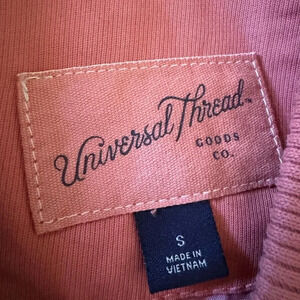 Universal Thread™
GOODS
CO.
S
MADE IN
VIETNAM